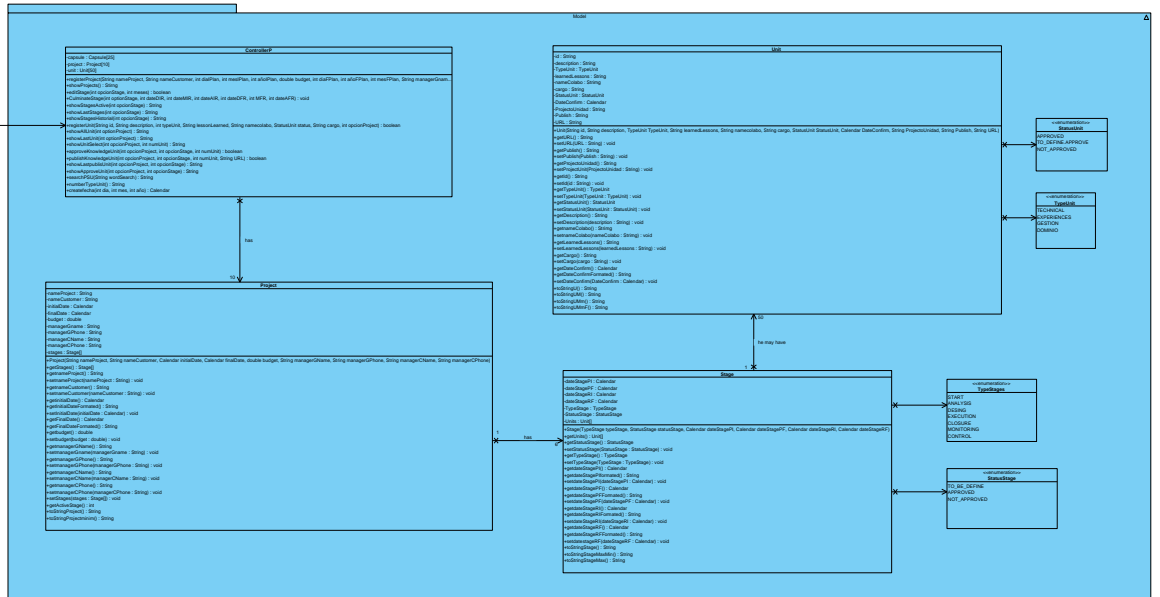 Model
ControllerP
-capsule : Capsule[25]
-project : Project[10]
-unit : Unit[50]
+registerProject(String nameProject, String nameCustomer, int diaIPlan, int mesIPlan, int añoIPlan, double budget, int diaFPlan, int añoFPlan, int mesFPlan, String managerGnam...
+showProjects() : String
+editStage(int opcionStage, int meses) : boolean
+CulminateStage(int optionStage, int dateDIR, int dateMIR, int dateAIR, int dateDFR, int MFR, int dateAFR) : void
+showStagesActive(int opcionStage) : String
+showLastStages(int opcionStage) : String
+showStagesHistorial(int opcionStage) : String
+registerUnit(String id, String description, int typeUnit, String lessonLearned, String namecolabo, StatusUnit status, String cargo, int opcionProject) : boolean
+showAllUnit(int optionProject) : String
+showLastUnit(int optionProject) : String
+showUnitSelect(int optionProject, int numUnit) : String
+approveKnowledgeUnit(int opcionProject, int opcionStage, int numUnit) : boolean
+publishKnowledgeUnit(int opcionProject, int opcionStage, int numUnit, String URL) : boolean
+showLastpublistUnit(int opcionProject, int opcionStage) : String
+showApproveUnit(int opcionProject, int opcionStage) : String
+searchPSU(String wordSearch) : String
+numberTypeUnit() : String
+createfecha(int dia, int mes, int año) : Calendar
Unit
-id : String
-description : String
-TypeUnit : TypeUnit
-learnedLessons : String
-nameColabo : String
-cargo : String
-StatusUnit : StatusUnit
-DateConfirm : Calendar
-ProjectoUnidad : String
-Publish : String
-URL : String
+Unit(String id, String description, TypeUnit TypeUnit, String learnedLessons, String namecolabo, String cargo, StatusUnit StatusUnit, Calendar DateConfirm, String ProjectoUnidad, String Publish, String URL)
+getURL() : String
+setURL(URL : String) : void
+getPublish() : String
+setPublish(Publish : String) : void
+getProjectoUnidad() : String
+setProjectUnit(ProjectoUnidad : String) : void
+getId() : String
+setId(id : String) : void
+getTypeUnit() : TypeUnit
+setTypeUnit(TypeUnit : TypeUnit) : void
+getStatusUnit() : StatusUnit
+setStatusUnit(StatusUnit : StatusUnit) : void
+getDescription() : String
+setDescription(description : String) : void
+getnameColabo() : String
+setnameColabo(nameColabo : String) : void
+getLearnedLessons() : String
+setLearnedLessons(learnedLessons : String) : void
+getCargo() : String
+setCargo(cargo : String) : void
+getDateConfirm() : Calendar
+getDateConfirmFormated() : String
+setDateConfirm(DateConfirm : Calendar) : void
+toStringU() : String
+toStringUM() : String
+toStringUMm() : String
+toStringUMmF() : String
<<enumeration>>
StatusUnit
APPROVED
TO_DEFINE.APPROVE
NOT_APPROVED
<<enumeration>>
TypeUnit
TECHNICAL
EXPERIENCES
GESTION
DOMINIO
has
10
Project
-nameProject : String
-nameCustomer : String
-initialDate : Calendar
-finalDate : Calendar
-budget : double
-managerGname : String
-managerGPhone : String
-managerCName : String
-managerCPhone : String
-stages : Stage[]
+Project(String nameProject, String nameCustomer, Calendar initialDate, Calendar finalDate, double budget, String managerGName, String managerGPhone, String managerCName, String managerCPhone)
+getStages() : Stage[]
+getnameProject() : String
+setnameProject(nameProject : String) : void
+getnameCustomer() : String
+setnameCustomer(nameCustomer : String) : void
+getinitialDate() : Calendar
+getinitialDateFormated() : String
+setinitialDate(initialDate : Calendar) : void
+getFinalDate() : Calendar
+getFinalDateFormated() : String
+getbudget() : double
+setbudget(budget : double) : void
+getmanagerGName() : String
+setmanagerGname(managerGname : String) : void
+getmanagerGPhone() : String
+setmanagerGPhone(managerGPhone : String) : void
+getmanagerCName() : String
+setmanagerCName(managerCName : String) : void
+getmanagerCPhone() : String
+setmanagerCPhone(managerCPhone : String) : void
+setStages(stages : Stage[]) : void
+getActiveStage() : int
+toStringProject() : String
+toStringProjectminimi() : String
1
has
6
50
he may have
1
Stage
-dateStagePI : Calendar
-dateStagePF : Calendar
-dateStageRI : Calendar
-dateStageRF : Calendar
-TypeStage : TypeStage
-StatusStage : StatusStage
-Units : Unit[]
+Stage(TypeStage typeStage, StatusStage statusStage, Calendar dateStagePI, Calendar dateStagePF, Calendar dateStageRI, Calendar dateStageRF)
+getUnits() : Unit[]
+getStatusStage() : StatusStage
+setStatusStage(StatusStage : StatusStage) : void
+getTypeStage() : TypeStage
+setTypeStage(TypeStage : TypeStage) : void
+getdateStagePI() : Calendar
+getdateStagePIformated() : String
+setdateStagePI(dateStagePI : Calendar) : void
+getdateStagePF() : Calendar
+getdateStagePFFormated() : String
+setdateStagePF(dateStagePF : Calendar) : void
+getdateStageRI() : Calendar
+getdateStageRIFormated() : String
+setdateStageRI(dateStageRI : Calendar) : void
+getdateStageRF() : Calendar
+getdateStageRFFormated() : String
+setdatestageRF(dateStageRF : Calendar) : void
+toStringStage() : String
+toStringStageMaxMin() : String
+toStringStageMax() : String
<<enumeration>>
TypeStages
START
ANALYSIS
DESING
EXECUTION
CLOSURE
MONITORING
CONTROL
<<enumeration>>
StatusStage
TO_BE_DEFINE
APPROVED
NOT_APPROVED